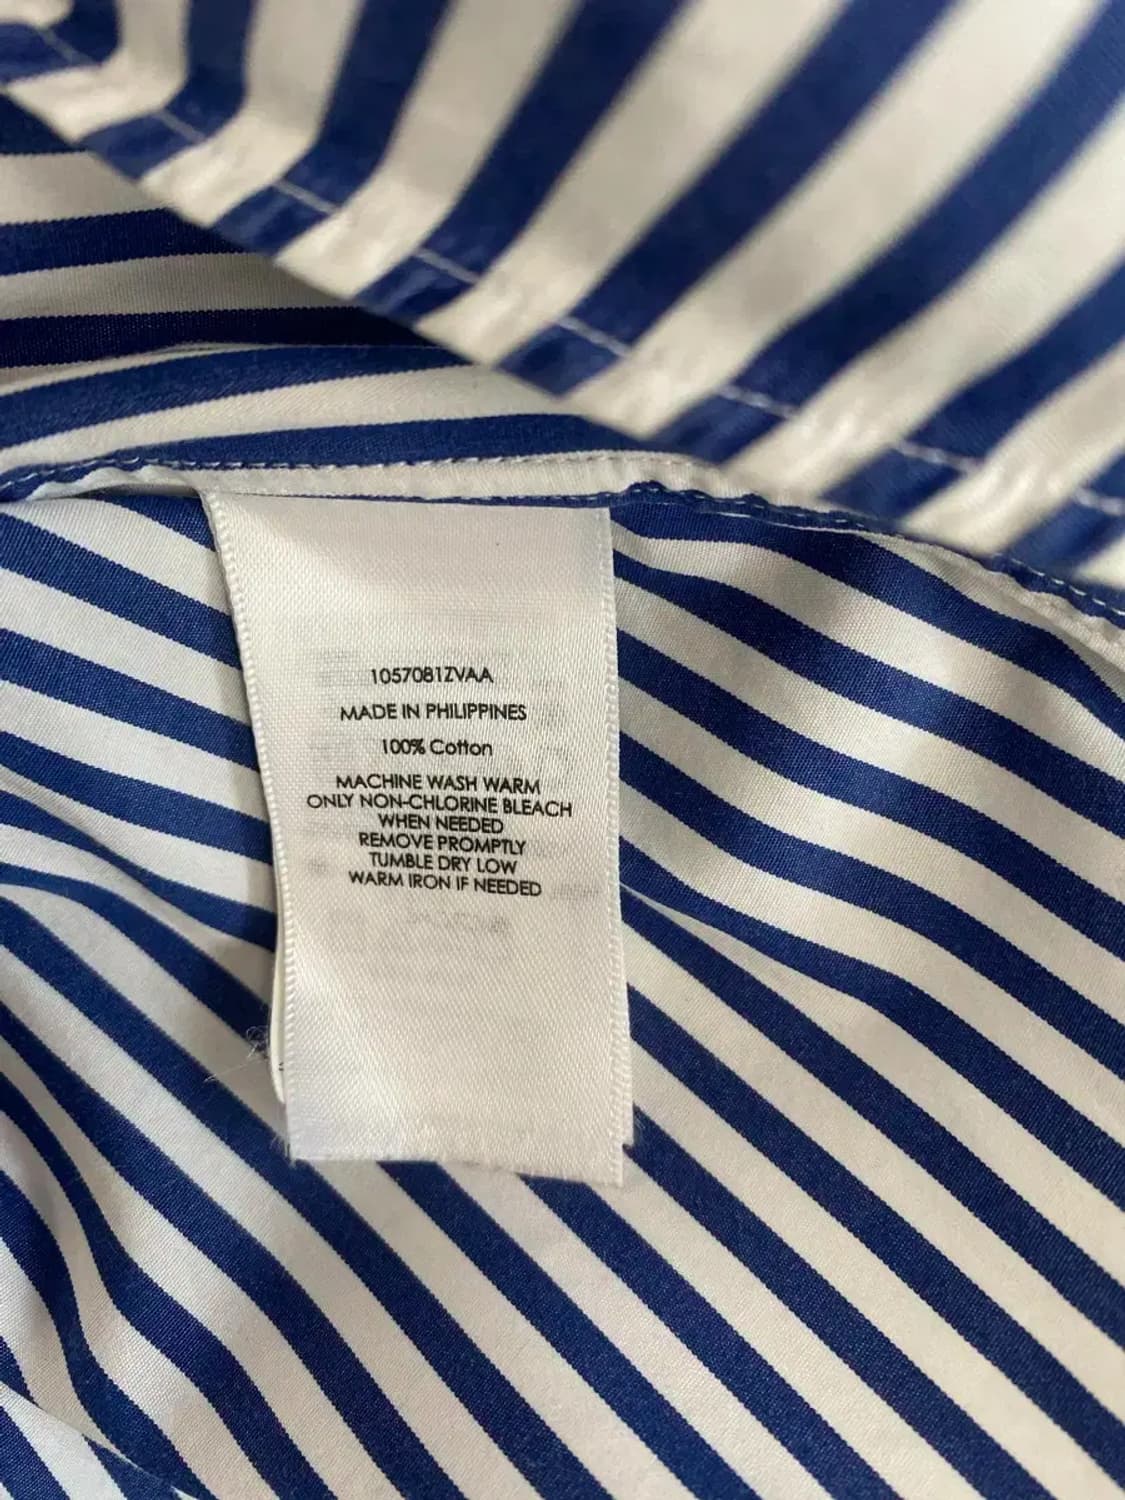 1057081ZVAA
MADE IN PHILIPPINES
100% Cotton
MACHINE WASH WARM
ONLY NON-CHLORINE BLEACH
WHEN NEEDED
REMOVE PROMPTLY
TUMBLE DRY LOW
WARM IRON IF NEEDED